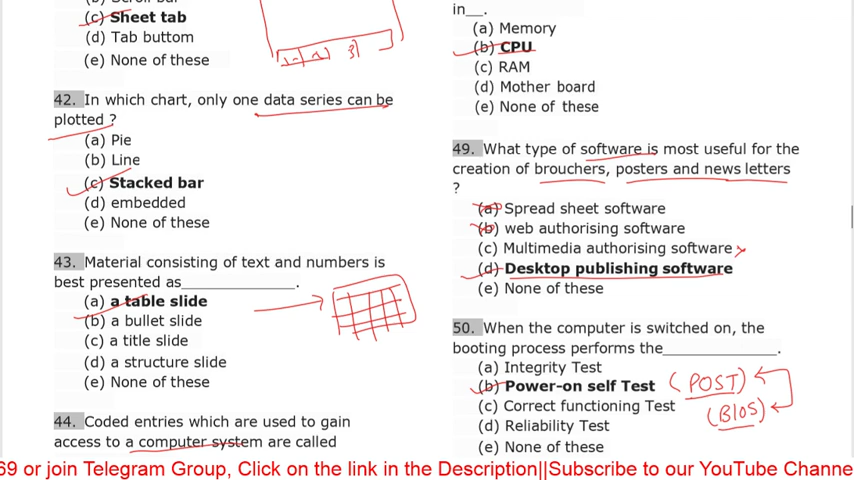 (b) Scroll bar
(c) Sheet tab
(d) Tab buttom
(e) None of these
42. In which chart, only one data series can be
plotted ?
(a) Pie
(b) Line
(c) Stacked bar
(d) embedded
(e) None of these
43. Material consisting of text and numbers is
best presented as____________.
(a) a table slide
(b) a bullet slide
(c) a title slide
(d) a structure slide
(e) None of these
44. Coded entries which are used to gain
access to a computer system are called
in__.
(a) Memory
(b) CPU
(c) RAM
(d) Mother board
(e) None of these
49. What type of software is most useful for the
creation of brouchers, posters and news letters
?
(a) Spread sheet software
(b) web authorising software
(c) Multimedia authorising software
(d) Desktop publishing software
(e) None of these
50. When the computer is switched on, the
booting process performs the____________.
(a) Integrity Test
(b) Power-on self Test (POST)
(c) Correct functioning Test (BIOS)
(d) Reliability Test
(e) None of these
69 or join Telegram Group, Click on the link in the Description||Subscribe to our YouTube Channe